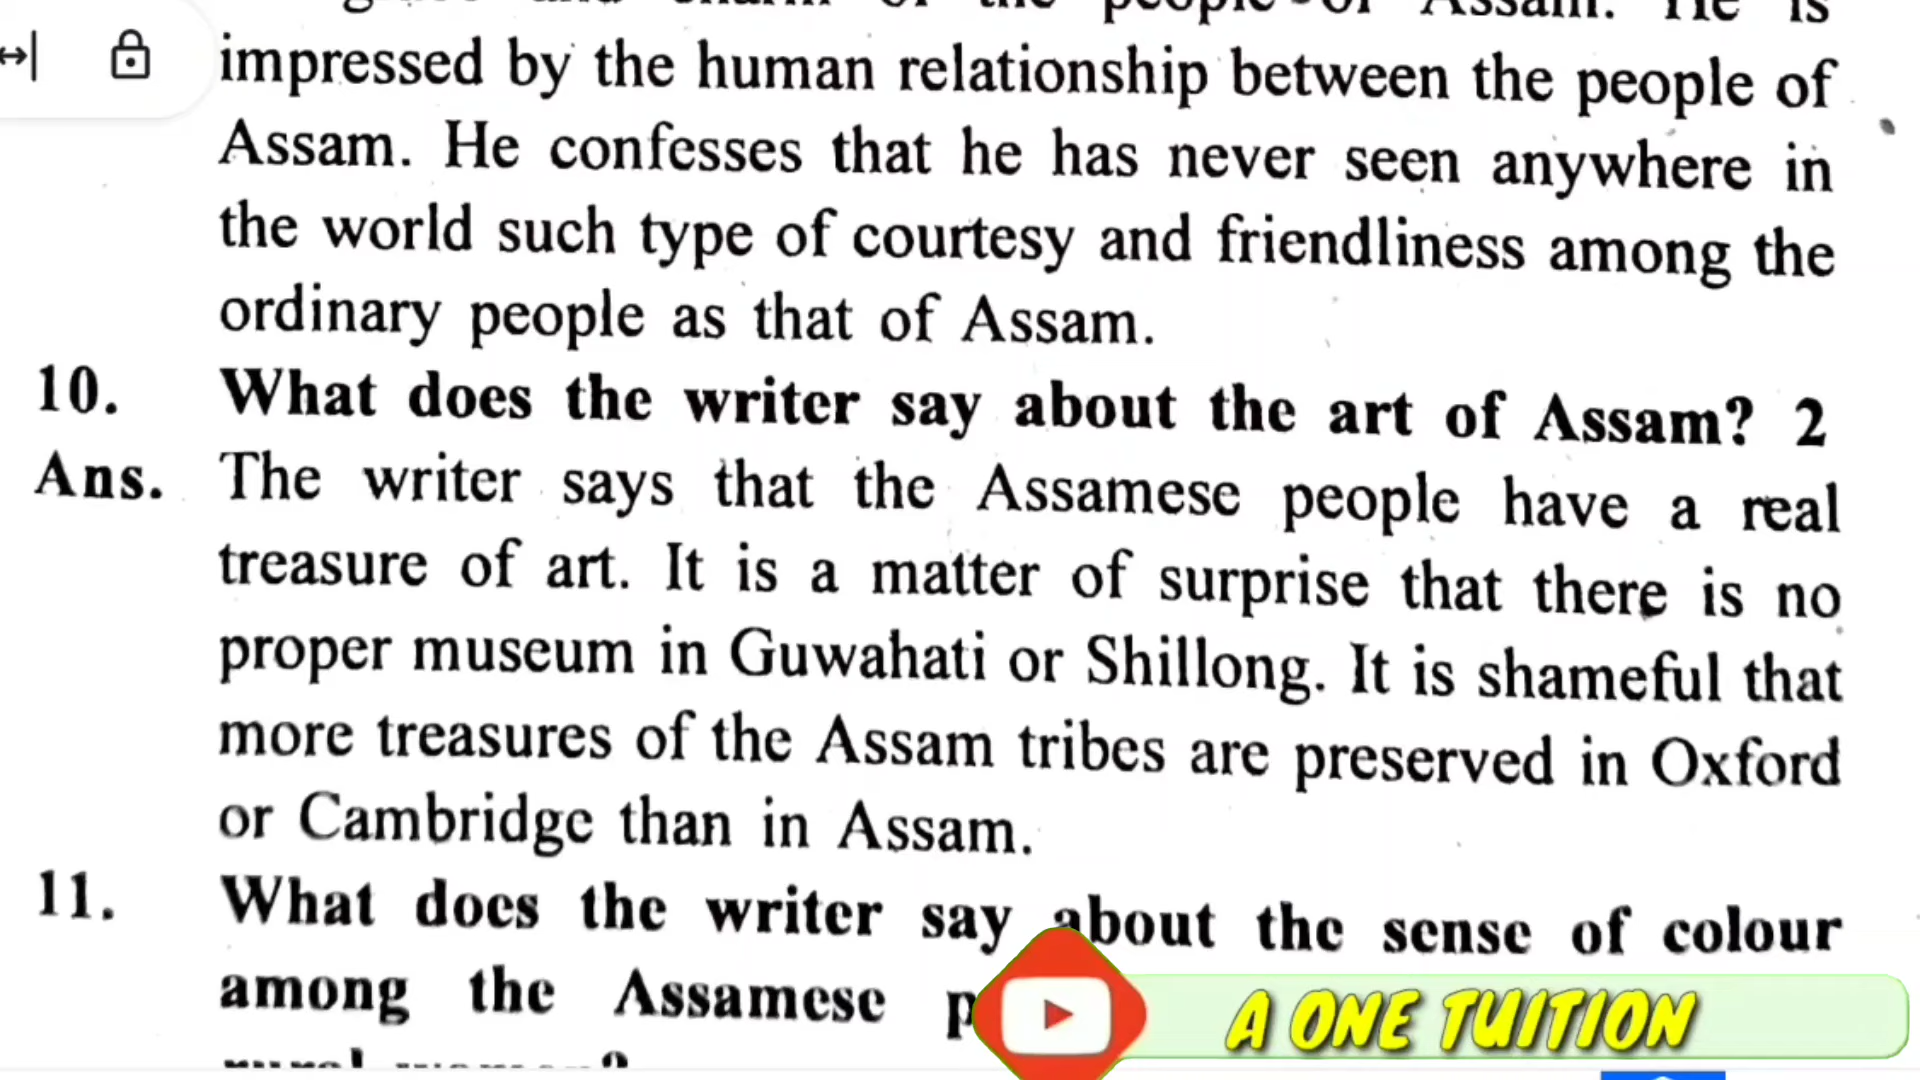 impressed by the human relationship between the people of
Assam. He confesses that he has never seen anywhere in
the world such type of courtesy and friendliness among the
ordinary people as that of Assam.
10. What does the writer say about the art of Assam? 2
Ans. The writer says that the Assamese people have a real
treasure of art. It is a matter of surprise that there is no
proper museum in Guwahati or Shillong. It is shameful that
more treasures of the Assam tribes are preserved in Oxford
or Cambridge than in Assam.
11. What does the writer say about the sense of colour
among the Assamese
A ONE TUITION